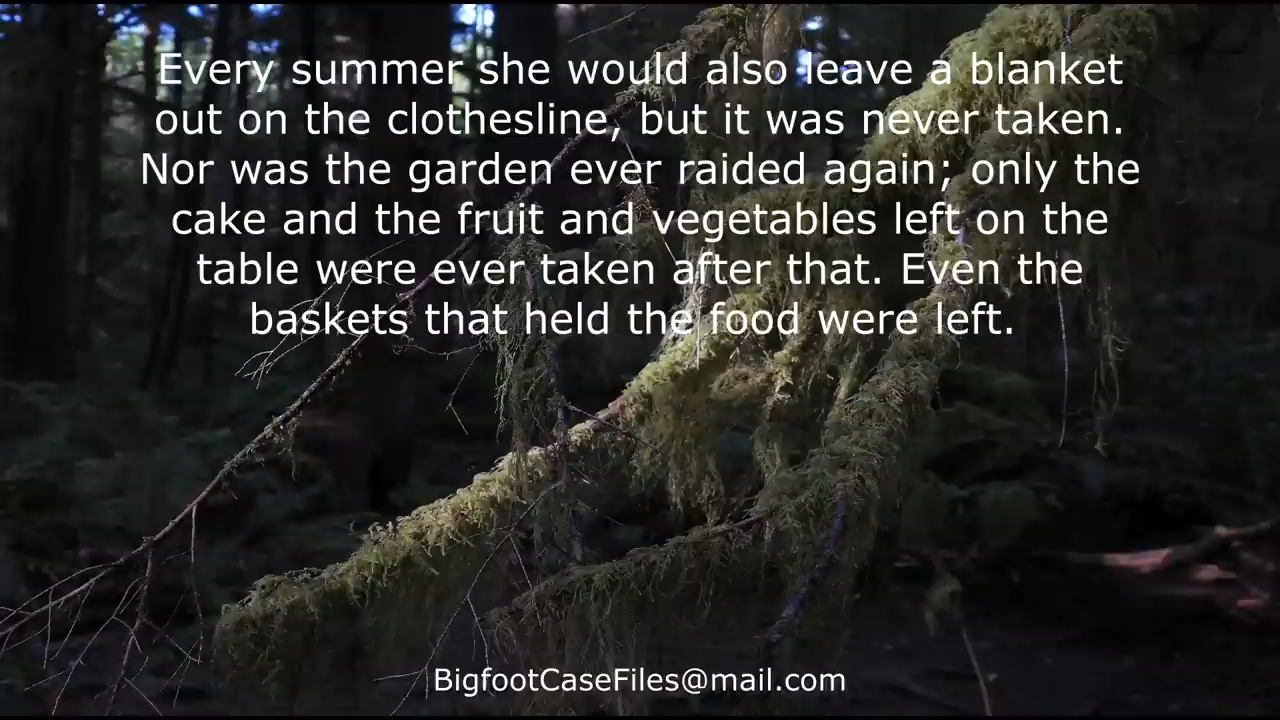 Every summer she would also leave a blanket
out on the clothesline, but it was never taken.
Nor was the garden ever raided again; only the
cake and the fruit and vegetables left on the
table were ever taken after that. Even the
baskets that held the food were left.
BigfootCaseFiles@mail.com